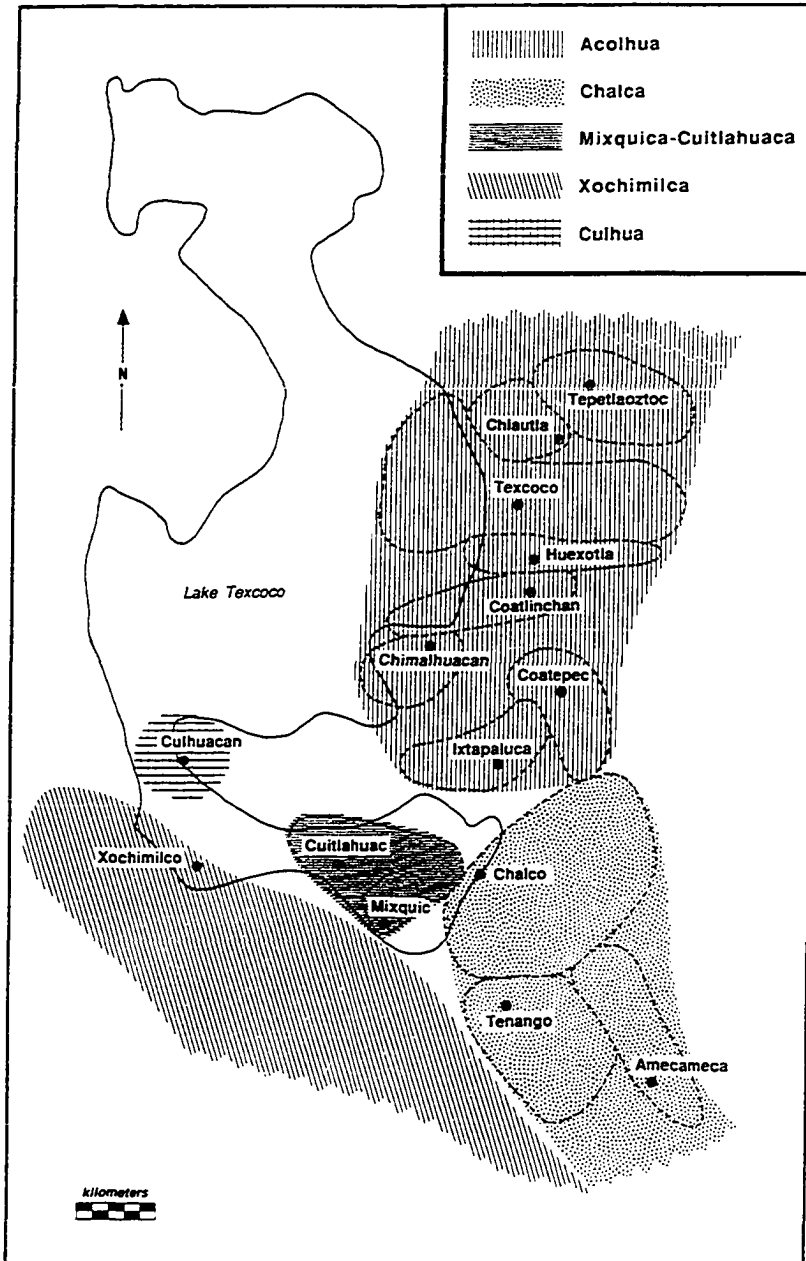 Acolhua
Chalca
Mixquica-Cuitlahuaca
Xochimilca
Culhua
N
Tepetlaoztoc
Chiautla
Texcoco
Huexotla
Lake Texcoco
Coatlinchan
Chimalhuacan
Coatepec
Culhuacan
Ixtapaluca
Cuitlahuac
Xochimilco
Chalco
Mixquic
Tenango
Amecameca
kilometers